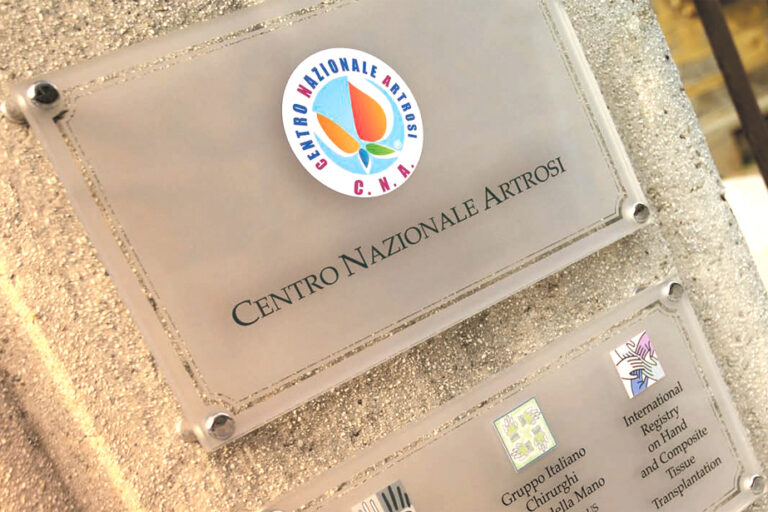 CENTRO NAZIONALE ARTROSI
C. N. A.
CENTRO NAZIONALE ARTROSI
International
Registry
on Hand
and Composite
Tissue
Transplantation
Gruppo Italiano
Chirurghi
della Mano